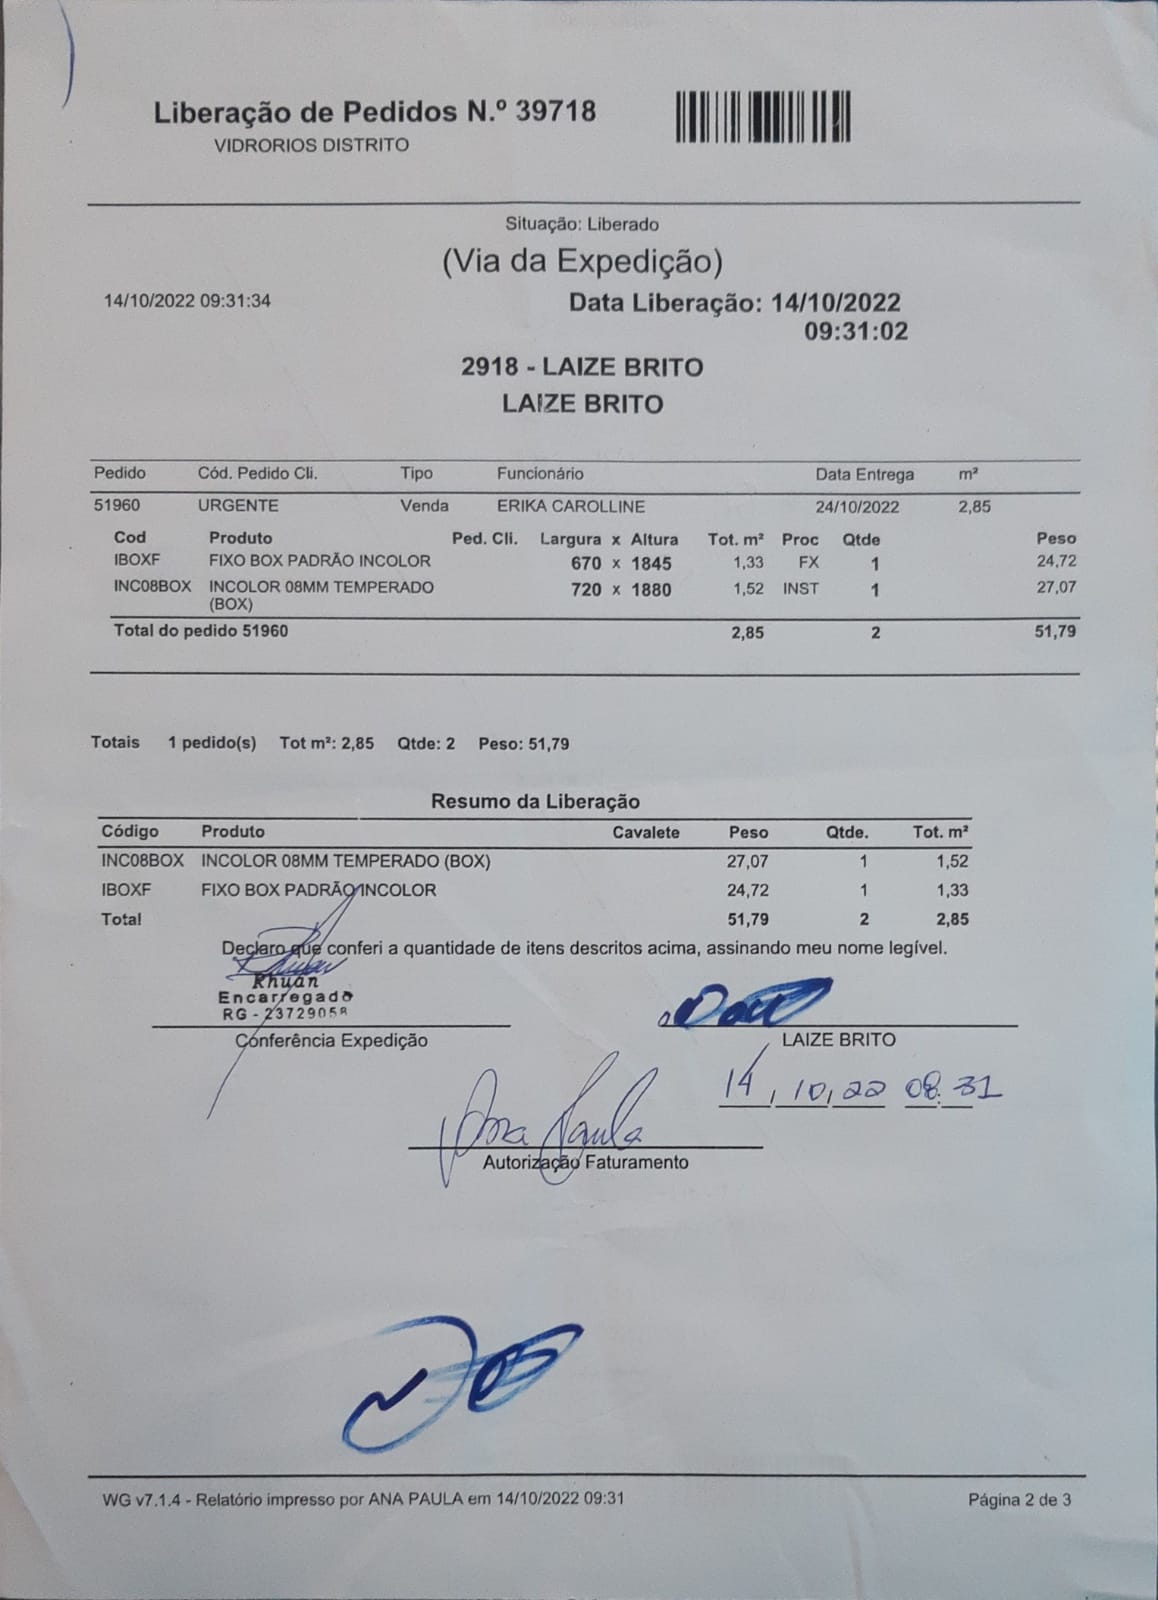 Liberação de Pedidos N.º 39718
VIDRORIOS DISTRITO
Situação: Liberado
(Via da Expedição)
14/10/2022 09:31:34
Data Liberação: 14/10/2022
09:31:02
2918 - LAIZE BRITO
LAIZE BRITO
Pedido Cód. Pedido Cli. Tipo Funcionário Data Entrega m²
51960 URGENTE Venda ERIKA CAROLLINE 24/10/2022 2,85
Cod Produto Ped. Cli. Largura x Altura Tot. m² Proc Qtde Peso
IBOXF FIXO BOX PADRÃO INCOLOR 670 x 1845 1,33 FX 1 24,72
INC08BOX INCOLOR 08MM TEMPERADO 720 x 1880 1,52 INST 1 27,07
(BOX)
Total do pedido 51960 2,85 2 51,79
Totais 1 pedido(s) Tot m²: 2,85 Qtde: 2 Peso: 51,79
Resumo da Liberação
Código Produto Cavalete Peso Qtde. Tot. m²
INC08BOX INCOLOR 08MM TEMPERADO (BOX) 27,07 1 1,52
IBOXF FIXO BOX PADRÃO INCOLOR 24,72 1 1,33
Total 51,79 2 2,85
Declaro que conferi a quantidade de itens descritos acima, assinando meu nome legível.
Rhuan
Encarregado
RG - 23729058
Conferência Expedição
LAIZE BRITO
14, 10, 22 08:31
Ana Paula
Autorização Faturamento
WG v7.1.4 - Relatório impresso por ANA PAULA em 14/10/2022 09:31
Página 2 de 3